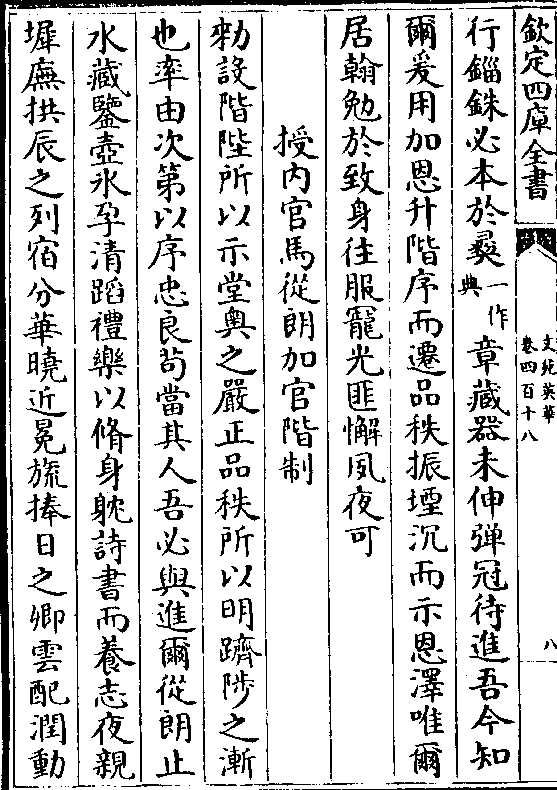 欽定四庫全書
文苑英華
卷四百十八
八
行錙銖必本於彛一作典章藏器未伸彈冠待進吾今知
爾爰用加恩升階序而遷品秩振堙沉而示恩澤唯爾
居翰勉於致身往服寵光匪懈夙夜可
授内官馬從朗加官階制
勑設階陛所以示堂奥之嚴正品秩所以明躋陟之漸
也率由次第以序忠良苟當其人吾必與進爾從朗止
水藏鑒壺氷孕清蹈禮樂以脩身躭詩書而養志夜親
墀廡拱辰之列宿分華曉近冕旒捧日之卿雲配潤動